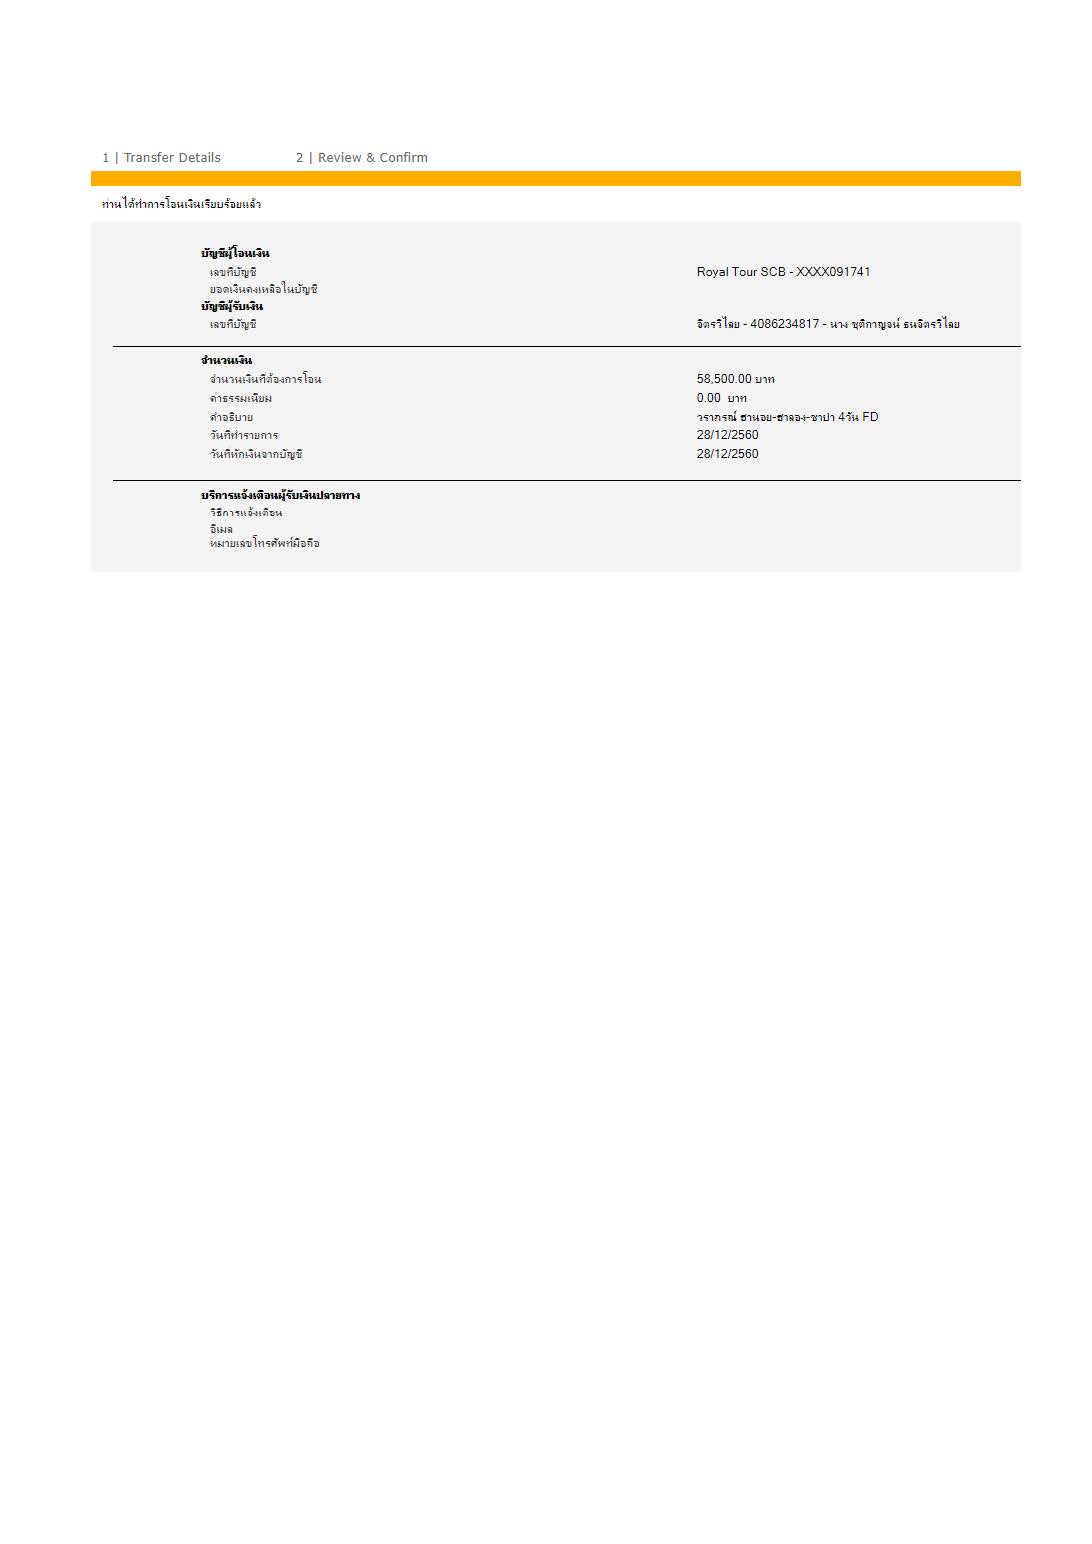 1 | Transfer Details 2 | Review & Confirm
ท่านได้ทำการโอนเงินเรียบร้อยแล้ว
บัญชีผู้โอนเงิน
เลขที่บัญชี Royal Tour SCB - XXXX091741
ยอดเงินคงเหลือในบัญชี
บัญชีผู้รับเงิน
เลขที่บัญชี จิตรวิไลย - 4086234817 - นาง ชุติกาญจน์ ธนจิตรวิไลย
จำนวนเงิน
จำนวนเงินที่ต้องการโอน 58,500.00 บาท
ค่าธรรมเนียม 0.00 บาท
คำอธิบาย วราภรณ์ ฮานอย-ฮาลอง-ซาปา 4วัน FD
วันที่ทำรายการ 28/12/2560
วันที่หักเงินจากบัญชี 28/12/2560
บริการแจ้งเตือนผู้รับเงินปลายทาง
วิธีการแจ้งเตือน
อีเมล
หมายเลขโทรศัพท์มือถือ